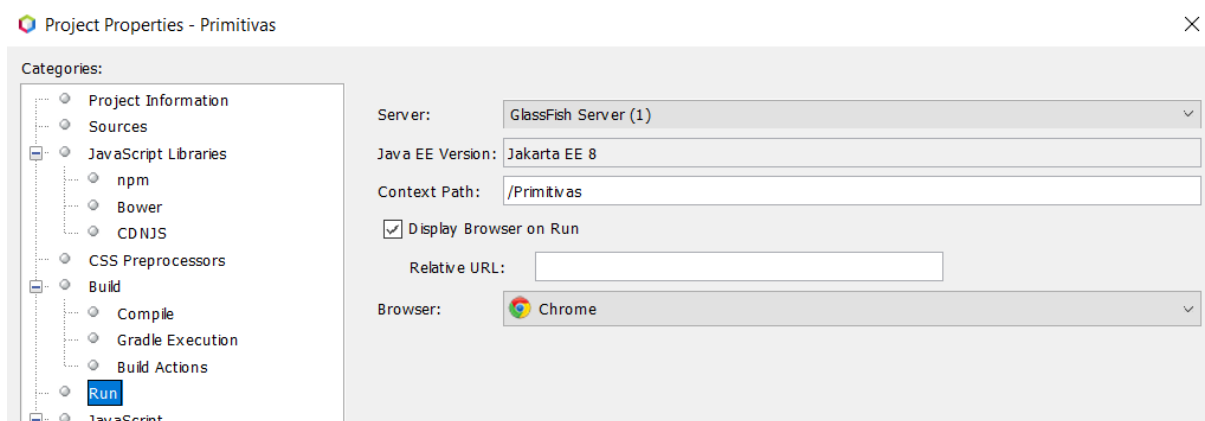 Project Properties - Primitivas
Categories:
Project Information
Sources
JavaScript Libraries
npm
Bower
CDNJS
CSS Preprocessors
Build
Compile
Gradle Execution
Build Actions
Run
JavaScript
Server: GlassFish Server (1)
Java EE Version: Jakarta EE 8
Context Path: /Primitivas
Display Browser on Run
Relative URL:
Browser: Chrome